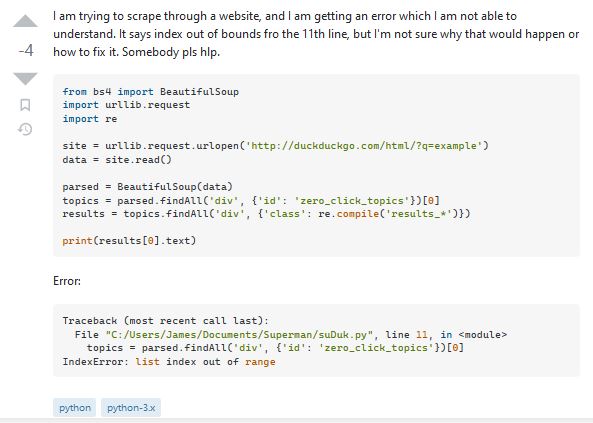 I am trying to scrape through a website, and I am getting an error which I am not able to
understand. It says index out of bounds fro the 11th line, but I'm not sure why that would happen or
-4
how to fix it. Somebody pls hlp.
from bs4 import BeautifulSoup
import urllib.request
import re
site = urllib.request.urlopen('http://duckduckgo.com/html/?q=example')
data = site.read()
parsed = BeautifulSoup(data)
topics = parsed.findAll('div', {'id': 'zero_click_topics'})[0]
results = topics.findAll('div', {'class': re.compile('results_*')})
print(results[0].text)
Error:
Traceback (most recent call last):
  File "C:/Users/James/Documents/Superman/suDuk.py", line 11, in <module>
    topics = parsed.findAll('div', {'id': 'zero_click_topics'})[0]
IndexError: list index out of range
python python-3.x